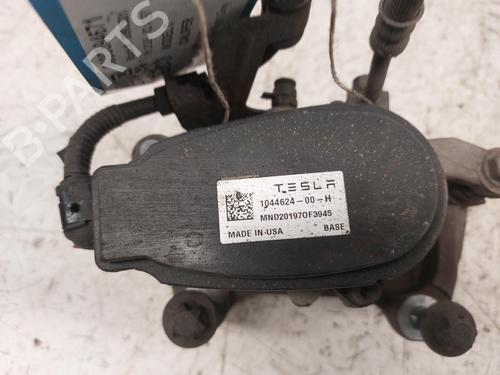 B-PARTS
TESLA
1044624-00-H
MND201970F3945
MADE IN-USA BASE